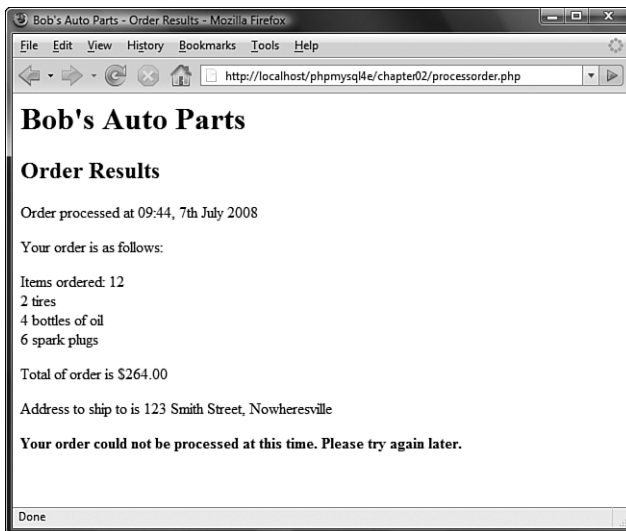 Bob's Auto Parts - Order Results - Mozilla Firefox
File Edit View History Bookmarks Tools Help
http://localhost/phpmysql4e/chapter02/processorder.php
Bob's Auto Parts
Order Results
Order processed at 09:44, 7th July 2008
Your order is as follows:
Items ordered: 12
2 tires
4 bottles of oil
6 spark plugs
Total of order is $264.00
Address to ship to is 123 Smith Street, Nowheresville
Your order could not be processed at this time. Please try again later.
Done